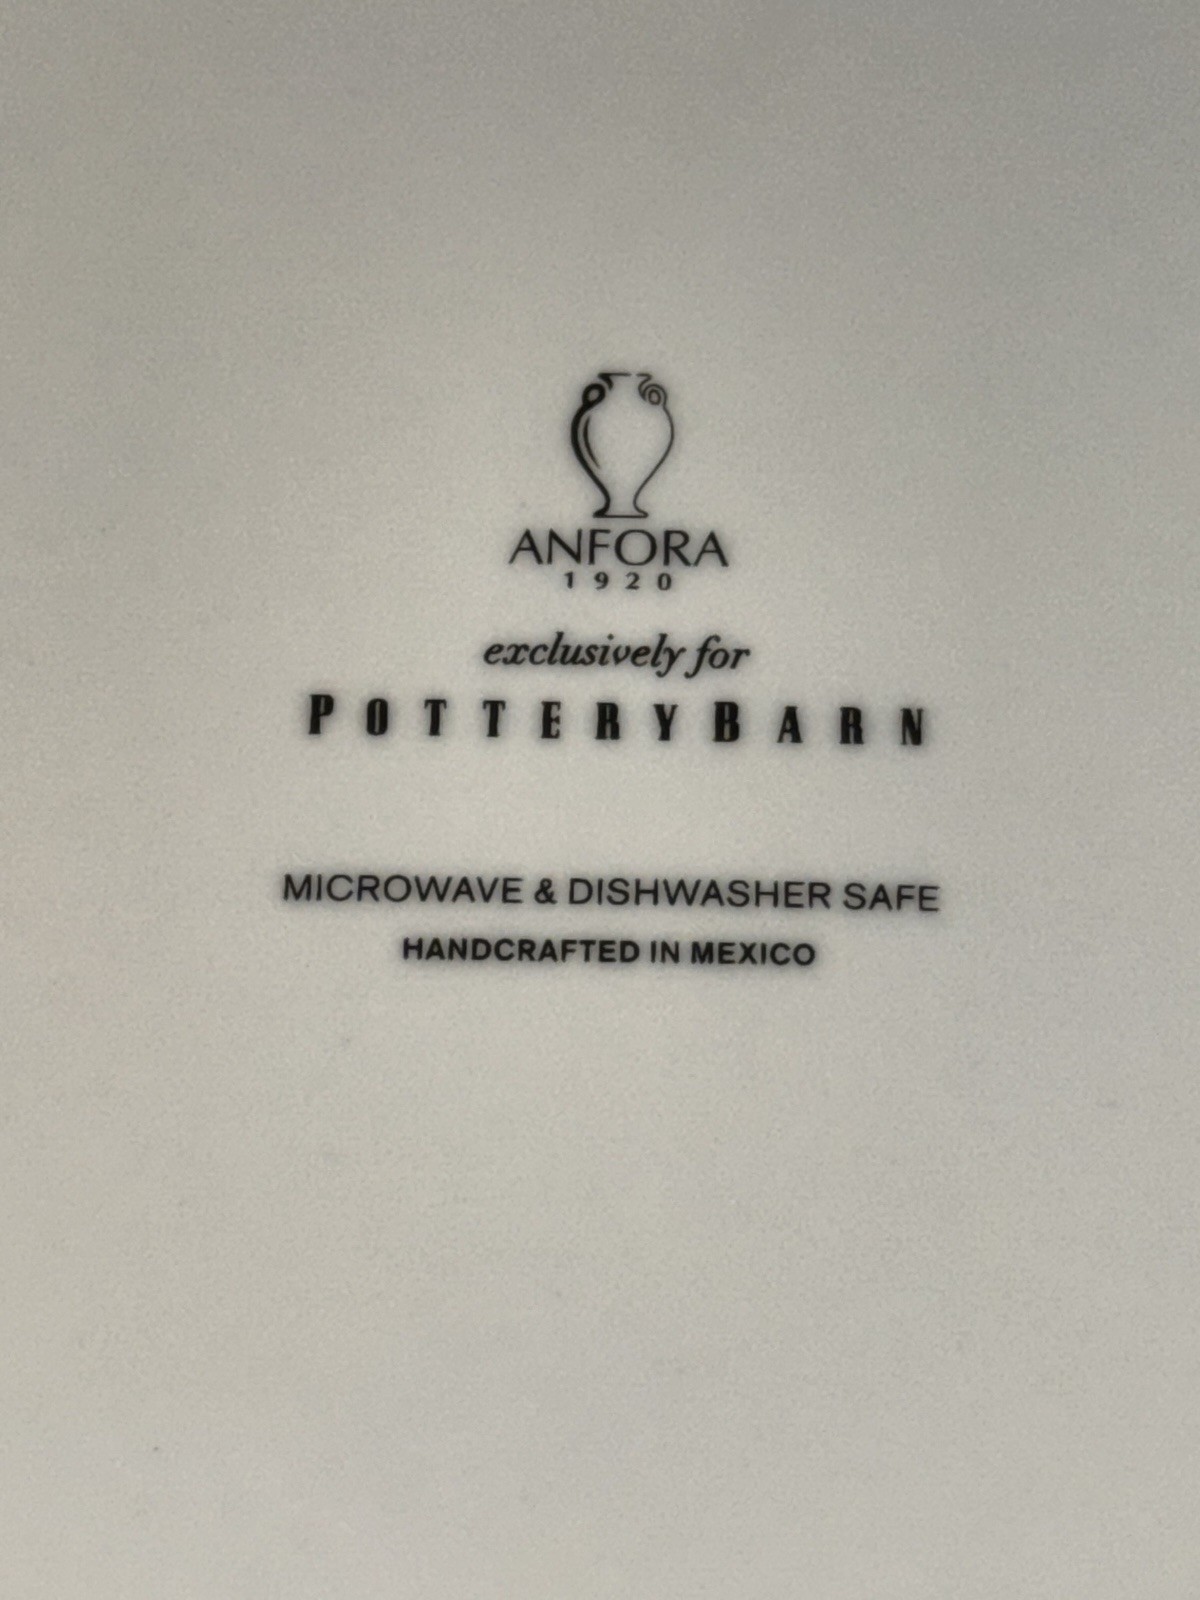 ANFORA
1920
exclusively for
POTTERYBARN
MICROWAVE & DISHWASHER SAFE
HANDCRAFTED IN MEXICO